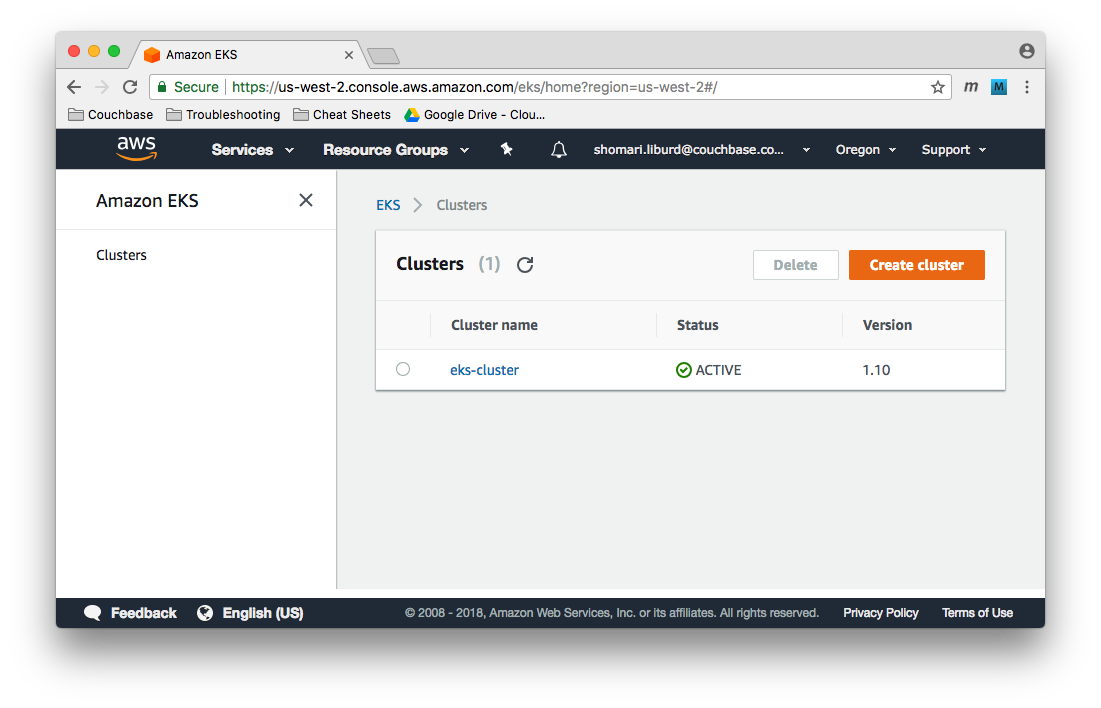 Amazon EKS
Secure https://us-west-2.console.aws.amazon.com/eks/home?region=us-west-2#/
m
M
Couchbase Troubleshooting Cheat Sheets Google Drive - Clou...
aws Services Resource Groups shomari.liburd@couchbase.co... Oregon Support
Amazon EKS
Clusters
EKS Clusters
Clusters (1) Delete Create cluster
Cluster name Status Version
eks-cluster ACTIVE 1.10
Feedback English (US) © 2008 - 2018, Amazon Web Services, Inc. or its affiliates. All rights reserved. Privacy Policy Terms of Use